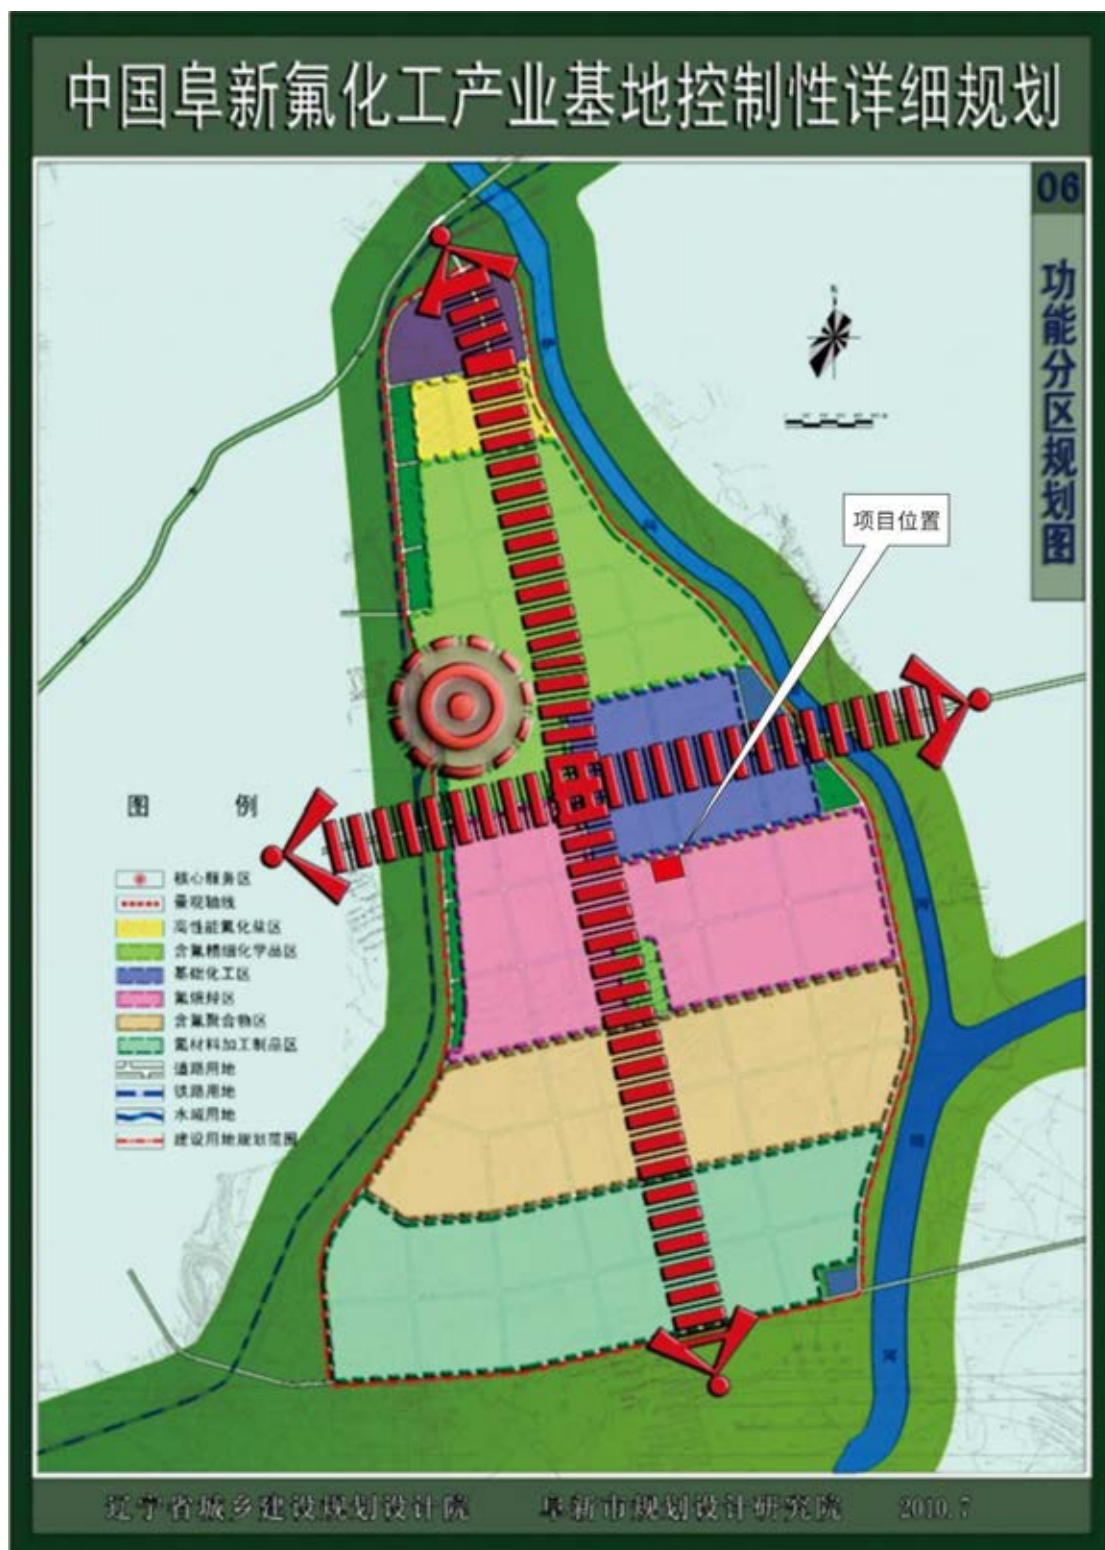 中国阜新氟化工产业基地控制性详细规划
06
功能分区规划图
项目位置
图 例
核心服务区
景观轴线
高性能氟化盐区
含氟精细化学品区
基础化工区
氟烷烃区
含氟聚合物区
氟材料加工制品区
道路用地
铁路用地
水域用地
建设用地规划范围
辽宁省城乡建设规划设计院 阜新市规划设计研究院 2010.7